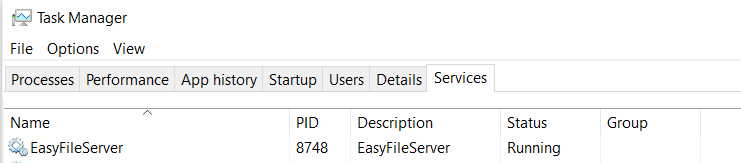 Task Manager
File Options View
Processes Performance App history Startup Users Details Services
Name PID Description Status Group
EasyFileServer 8748 EasyFileServer Running